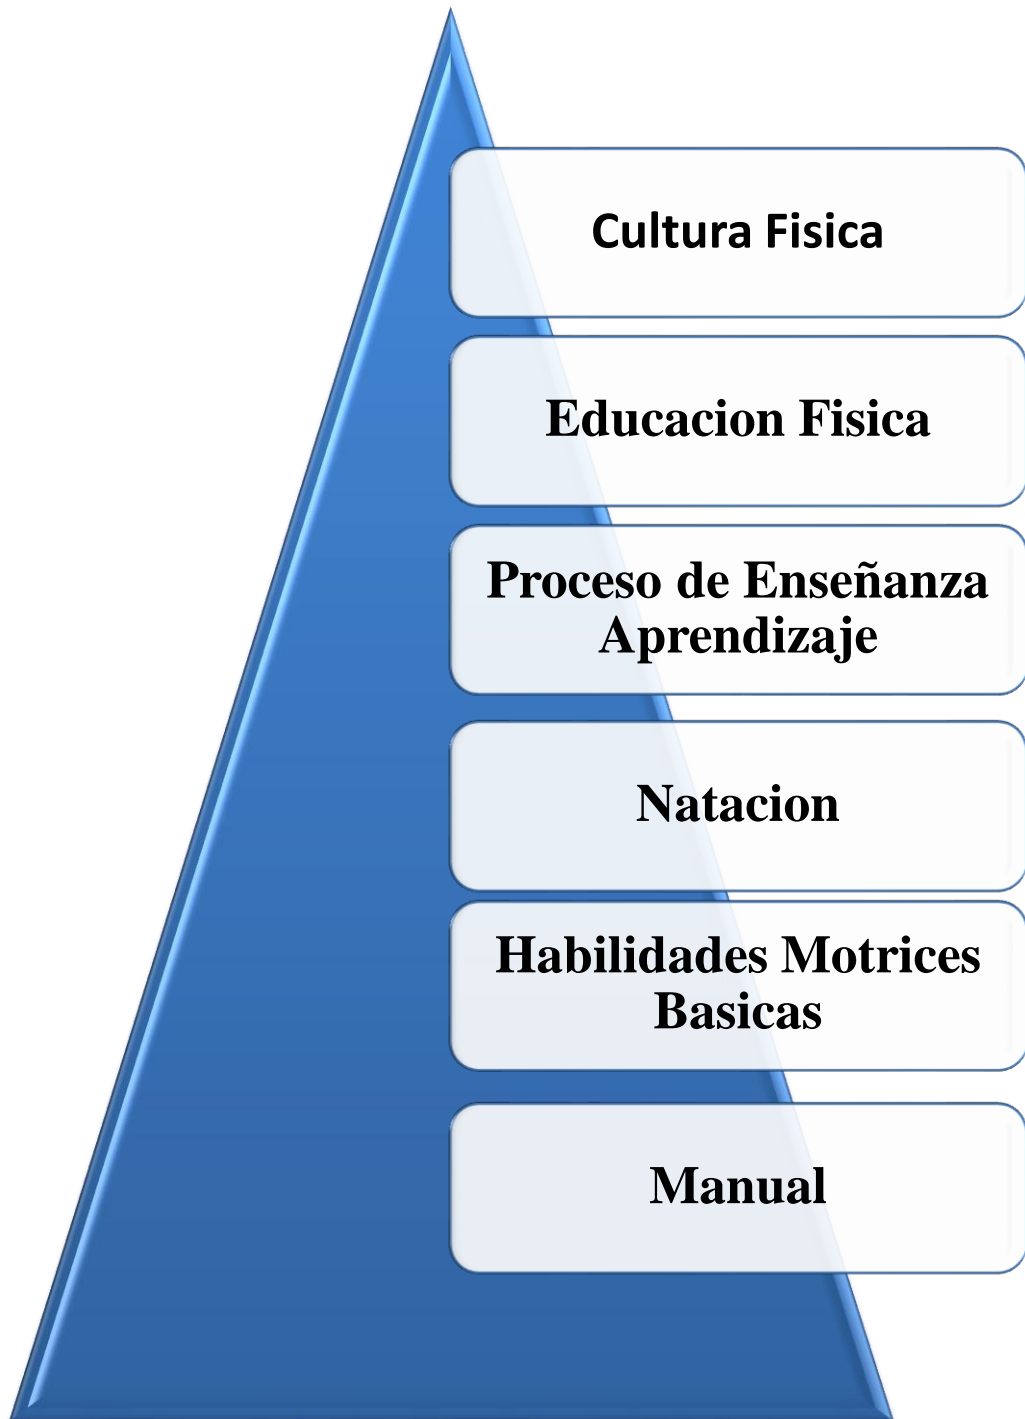 Cultura Fisica
Educacion Fisica
Proceso de Enseñanza
Aprendizaje
Natacion
Habilidades Motrices
Basicas
Manual